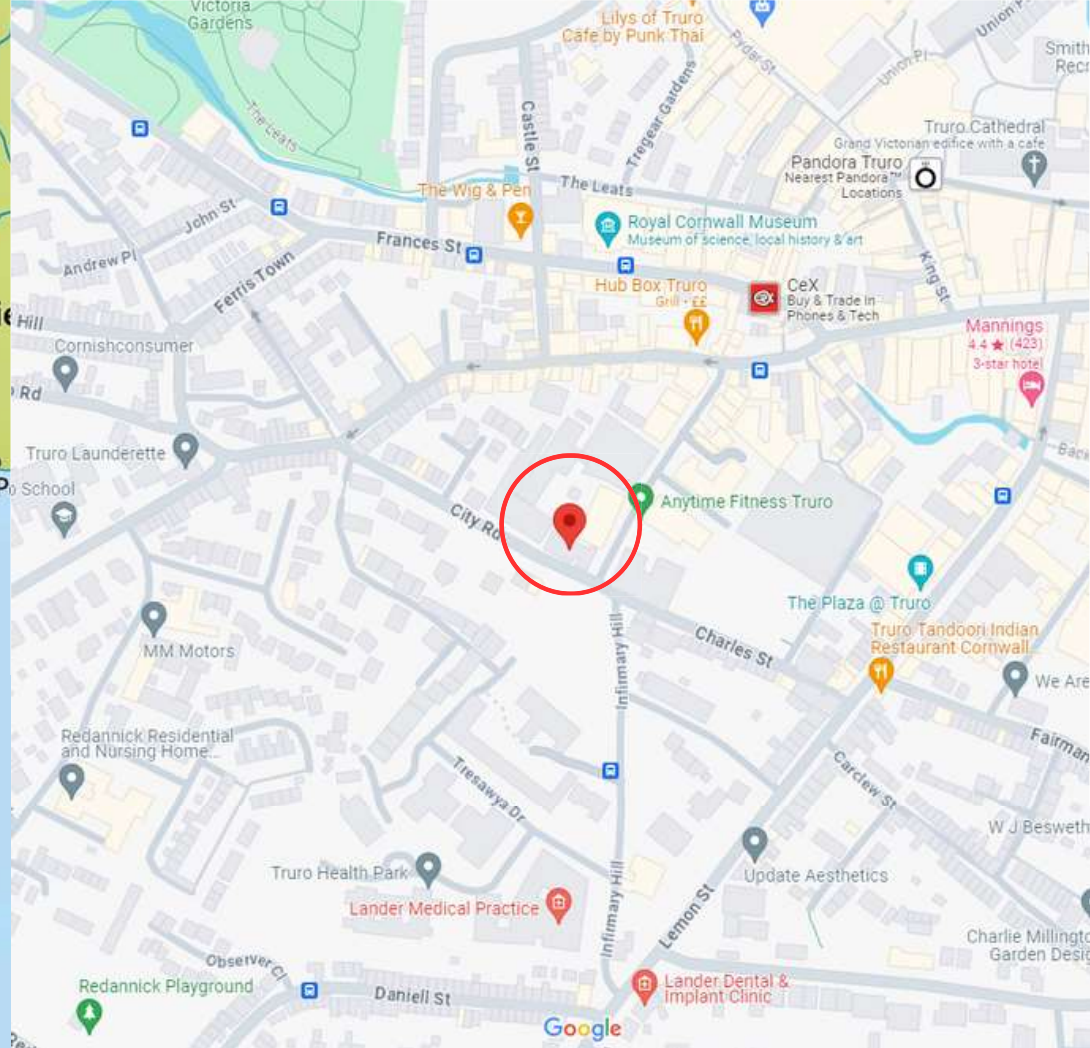 Victoria
Gardens
Lilys of Truro
Cafe by Punk Thai
Pydar St
Union Pl
Smith
Union Pl
The Leats
Castle St
Tregear Gardens
Truro Cathedral
Grand Victorian edifice with a cafe
Pandora Truro
Nearest Pandora™
Locations
The Wig & Pen
The Leats
John St
Royal Cornwall Museum
Museum of science, local history & art
Frances St
Andrew Pl
Ferris Town
King St
Hub Box Truro
Grill · ££
CeX
Buy & Trade In
Phones & Tech
Hill
Mannings
4.4 ★ (423)
3-star hotel
Cornishconsumer
Rd
Truro Launderette
School
City Rd
Anytime Fitness Truro
The Plaza @ Truro
Truro Tandoori Indian
Restaurant Cornwall
Charles St
Infirmary Hill
MM Motors
We Are
Redannick Residential
and Nursing Home...
Fairman
Carclew St
Tresawya Dr
W J Besweth
Truro Health Park
Update Aesthetics
Lander Medical Practice
Infirmary Hill
Lemon St
Charlie Millingto
Garden Desig
Observer Cl
Redannick Playground
Daniell St
Lander Dental &
Implant Clinic
Google